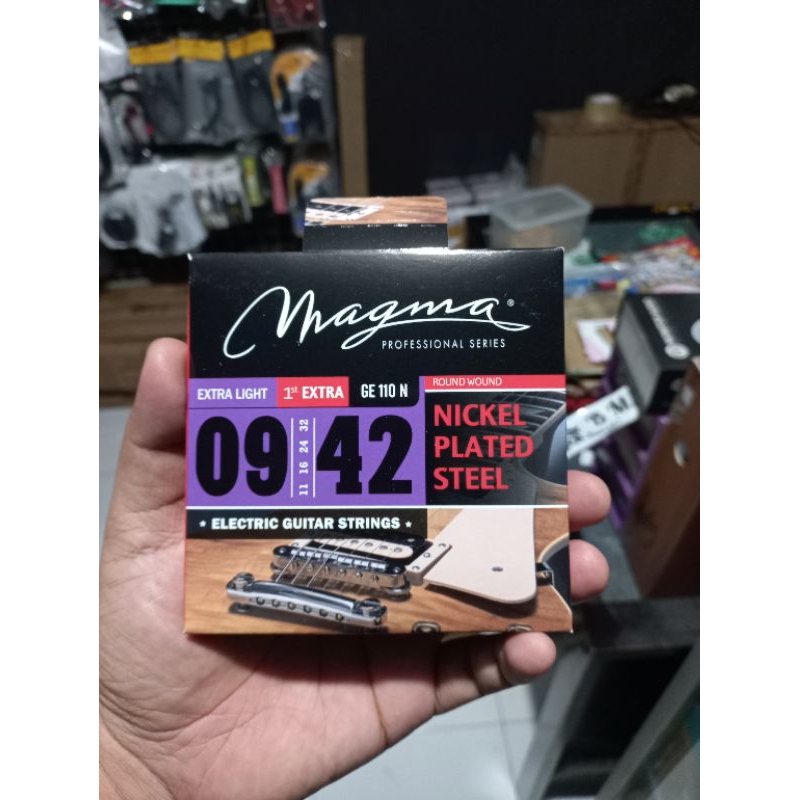 Magma®
PROFESSIONAL SERIES
EXTRA LIGHT 1st EXTRA GE 110 N
ROUND WOUND
09 11 16 24 32 42
NICKEL
PLATED
STEEL
★ ELECTRIC GUITAR STRINGS ★